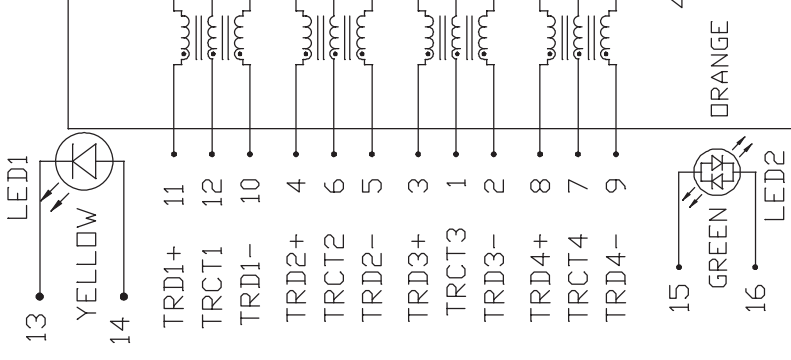 LED1
13
YELLOW
14
11
TRD1+
12
TRCT1
10
TRD1-
4
TRD2+
6
TRCT2
5
TRD2-
3
TRD3+
1
TRCT3
2
TRD3-
8
TRD4+
7
TRCT4
9
TRD4-
15
ORANGE
GREEN
16
LED2